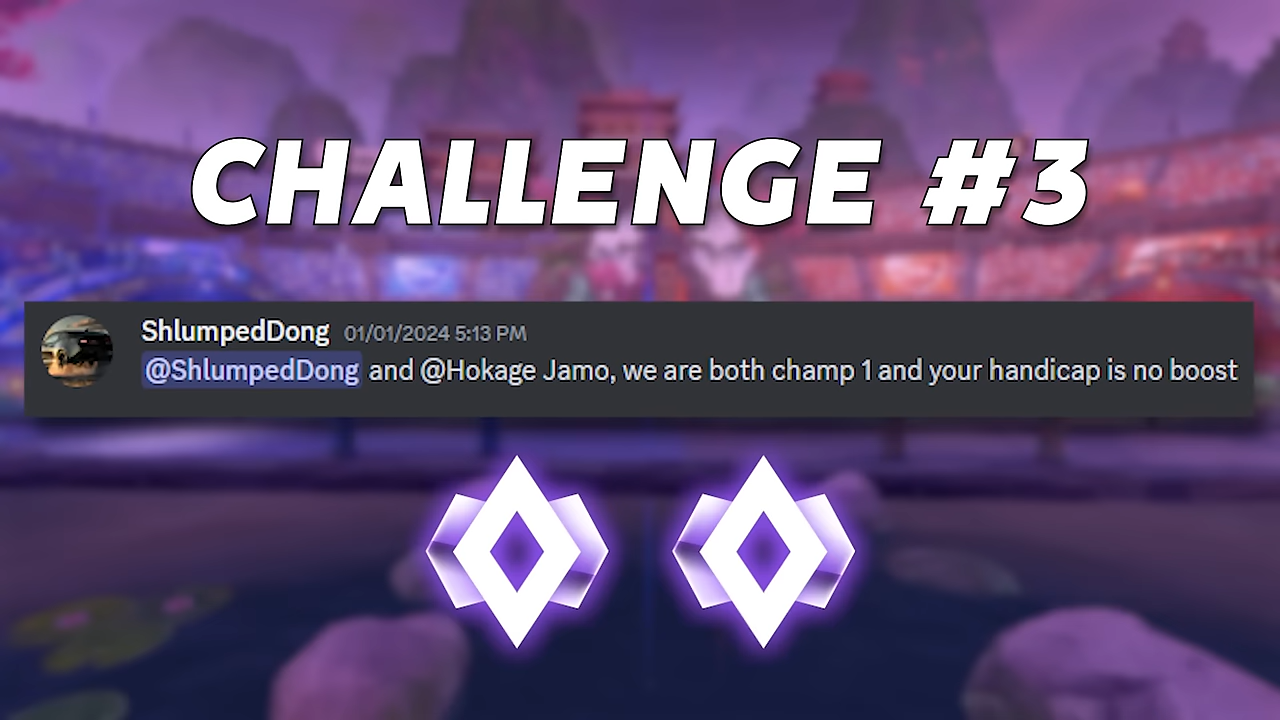 CHALLENGE #3
ShlumpedDong 01/01/2024 5:13 PM
@ShlumpedDong and @Hokage Jamo, we are both champ 1 and your handicap is no boost